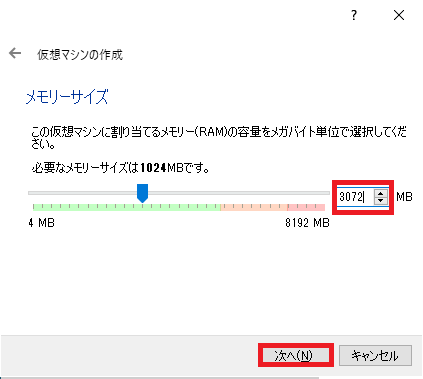 ?
仮想マシンの作成
メモリーサイズ
この仮想マシンに割り当てるメモリー(RAM)の容量をメガバイト単位で選択してくだ
さい。
必要なメモリーサイズは1024MBです。
3072 MB
4 MB 8192 MB
次へ(N) キャンセル